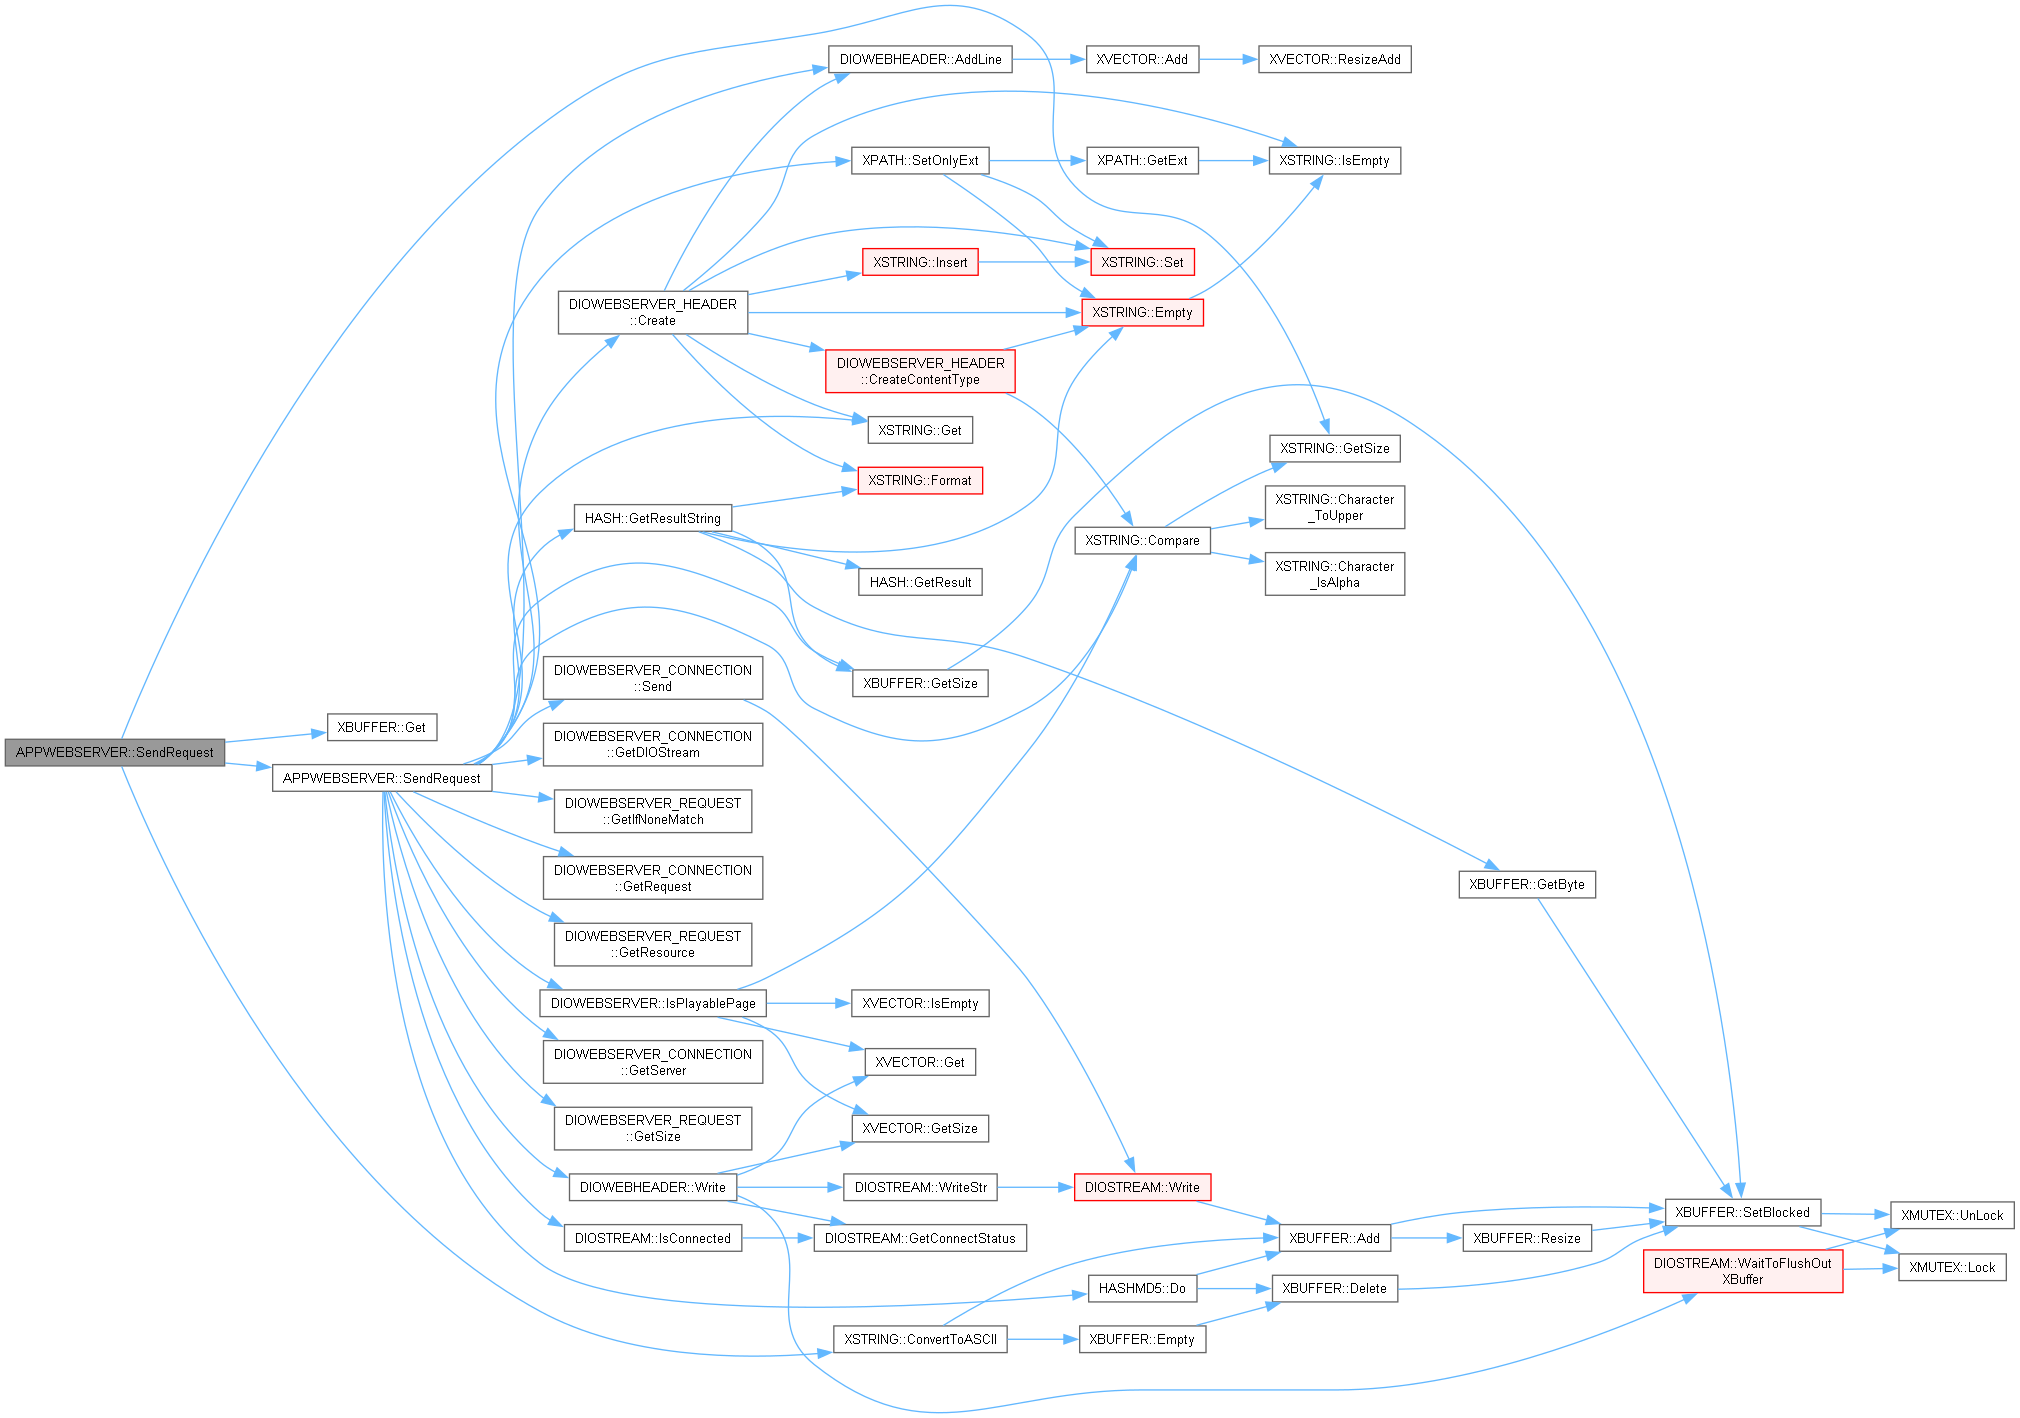 DIOWEBHEADER::AddLine
XVECTOR::Add
XVECTOR::ResizeAdd
XPATH::SetOnlyExt
XPATH::GetExt
XSTRING::IsEmpty
XSTRING::Insert
XSTRING::Set
DIOWEBSERVER_HEADER
::Create
XSTRING::Empty
DIOWEBSERVER_HEADER
::CreateContentType
XSTRING::Get
XSTRING::GetSize
XSTRING::Format
XSTRING::Character
_ToUpper
HASH::GetResultString
XSTRING::Compare
XSTRING::Character
_IsAlpha
HASH::GetResult
DIOWEBSERVER_CONNECTION
::Send
XBUFFER::GetSize
XBUFFER::Get
DIOWEBSERVER_CONNECTION
::GetDIOStream
APPWEBSERVER::SendRequest
APPWEBSERVER::SendRequest
DIOWEBSERVER_REQUEST
::GetIfNoneMatch
DIOWEBSERVER_CONNECTION
::GetRequest
XBUFFER::GetByte
DIOWEBSERVER_REQUEST
::GetResource
DIOWEBSERVER::IsPlayablePage
XVECTOR::IsEmpty
DIOWEBSERVER_CONNECTION
::GetServer
XVECTOR::Get
DIOWEBSERVER_REQUEST
::GetSize
XVECTOR::GetSize
DIOWEBHEADER::Write
DIOSTREAM::WriteStr
DIOSTREAM::Write
XBUFFER::SetBlocked
XMUTEX::UnLock
DIOSTREAM::IsConnected
DIOSTREAM::GetConnectStatus
XBUFFER::Add
XBUFFER::Resize
DIOSTREAM::WaitToFlushOut
XBuffer
XMUTEX::Lock
HASHMD5::Do
XBUFFER::Delete
XSTRING::ConvertToASCII
XBUFFER::Empty